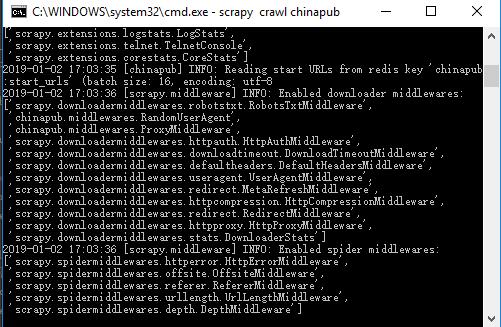 C:\WINDOWS\system32\cmd.exe - scrapy  crawl chinapub
['scrapy.extensions.logstats.LogStats',
 'scrapy.extensions.telnet.TelnetConsole',
 'scrapy.extensions.corestats.CoreStats']
2019-01-02 17:03:35 [chinapub] INFO: Reading start URLs from redis key 'chinapub
:start_urls' (batch size: 16, encoding: utf-8
2019-01-02 17:03:36 [scrapy.middleware] INFO: Enabled downloader middlewares:
['scrapy.downloadermiddlewares.robotstxt.RobotsTxtMiddleware',
 'chinapub.middlewares.RandomUserAgent',
 'chinapub.middlewares.ProxyMiddleware',
 'scrapy.downloadermiddlewares.httpauth.HttpAuthMiddleware',
 'scrapy.downloadermiddlewares.downloadtimeout.DownloadTimeoutMiddleware',
 'scrapy.downloadermiddlewares.defaultheaders.DefaultHeadersMiddleware',
 'scrapy.downloadermiddlewares.useragent.UserAgentMiddleware',
 'scrapy.downloadermiddlewares.redirect.MetaRefreshMiddleware',
 'scrapy.downloadermiddlewares.httpcompression.HttpCompressionMiddleware',
 'scrapy.downloadermiddlewares.redirect.RedirectMiddleware',
 'scrapy.downloadermiddlewares.httpproxy.HttpProxyMiddleware',
 'scrapy.downloadermiddlewares.stats.DownloaderStats']
2019-01-02 17:03:36 [scrapy.middleware] INFO: Enabled spider middlewares:
['scrapy.spidermiddlewares.httperror.HttpErrorMiddleware',
 'scrapy.spidermiddlewares.offsite.OffsiteMiddleware',
 'scrapy.spidermiddlewares.referer.RefererMiddleware',
 'scrapy.spidermiddlewares.urllength.UrlLengthMiddleware',
 'scrapy.spidermiddlewares.depth.DepthMiddleware']